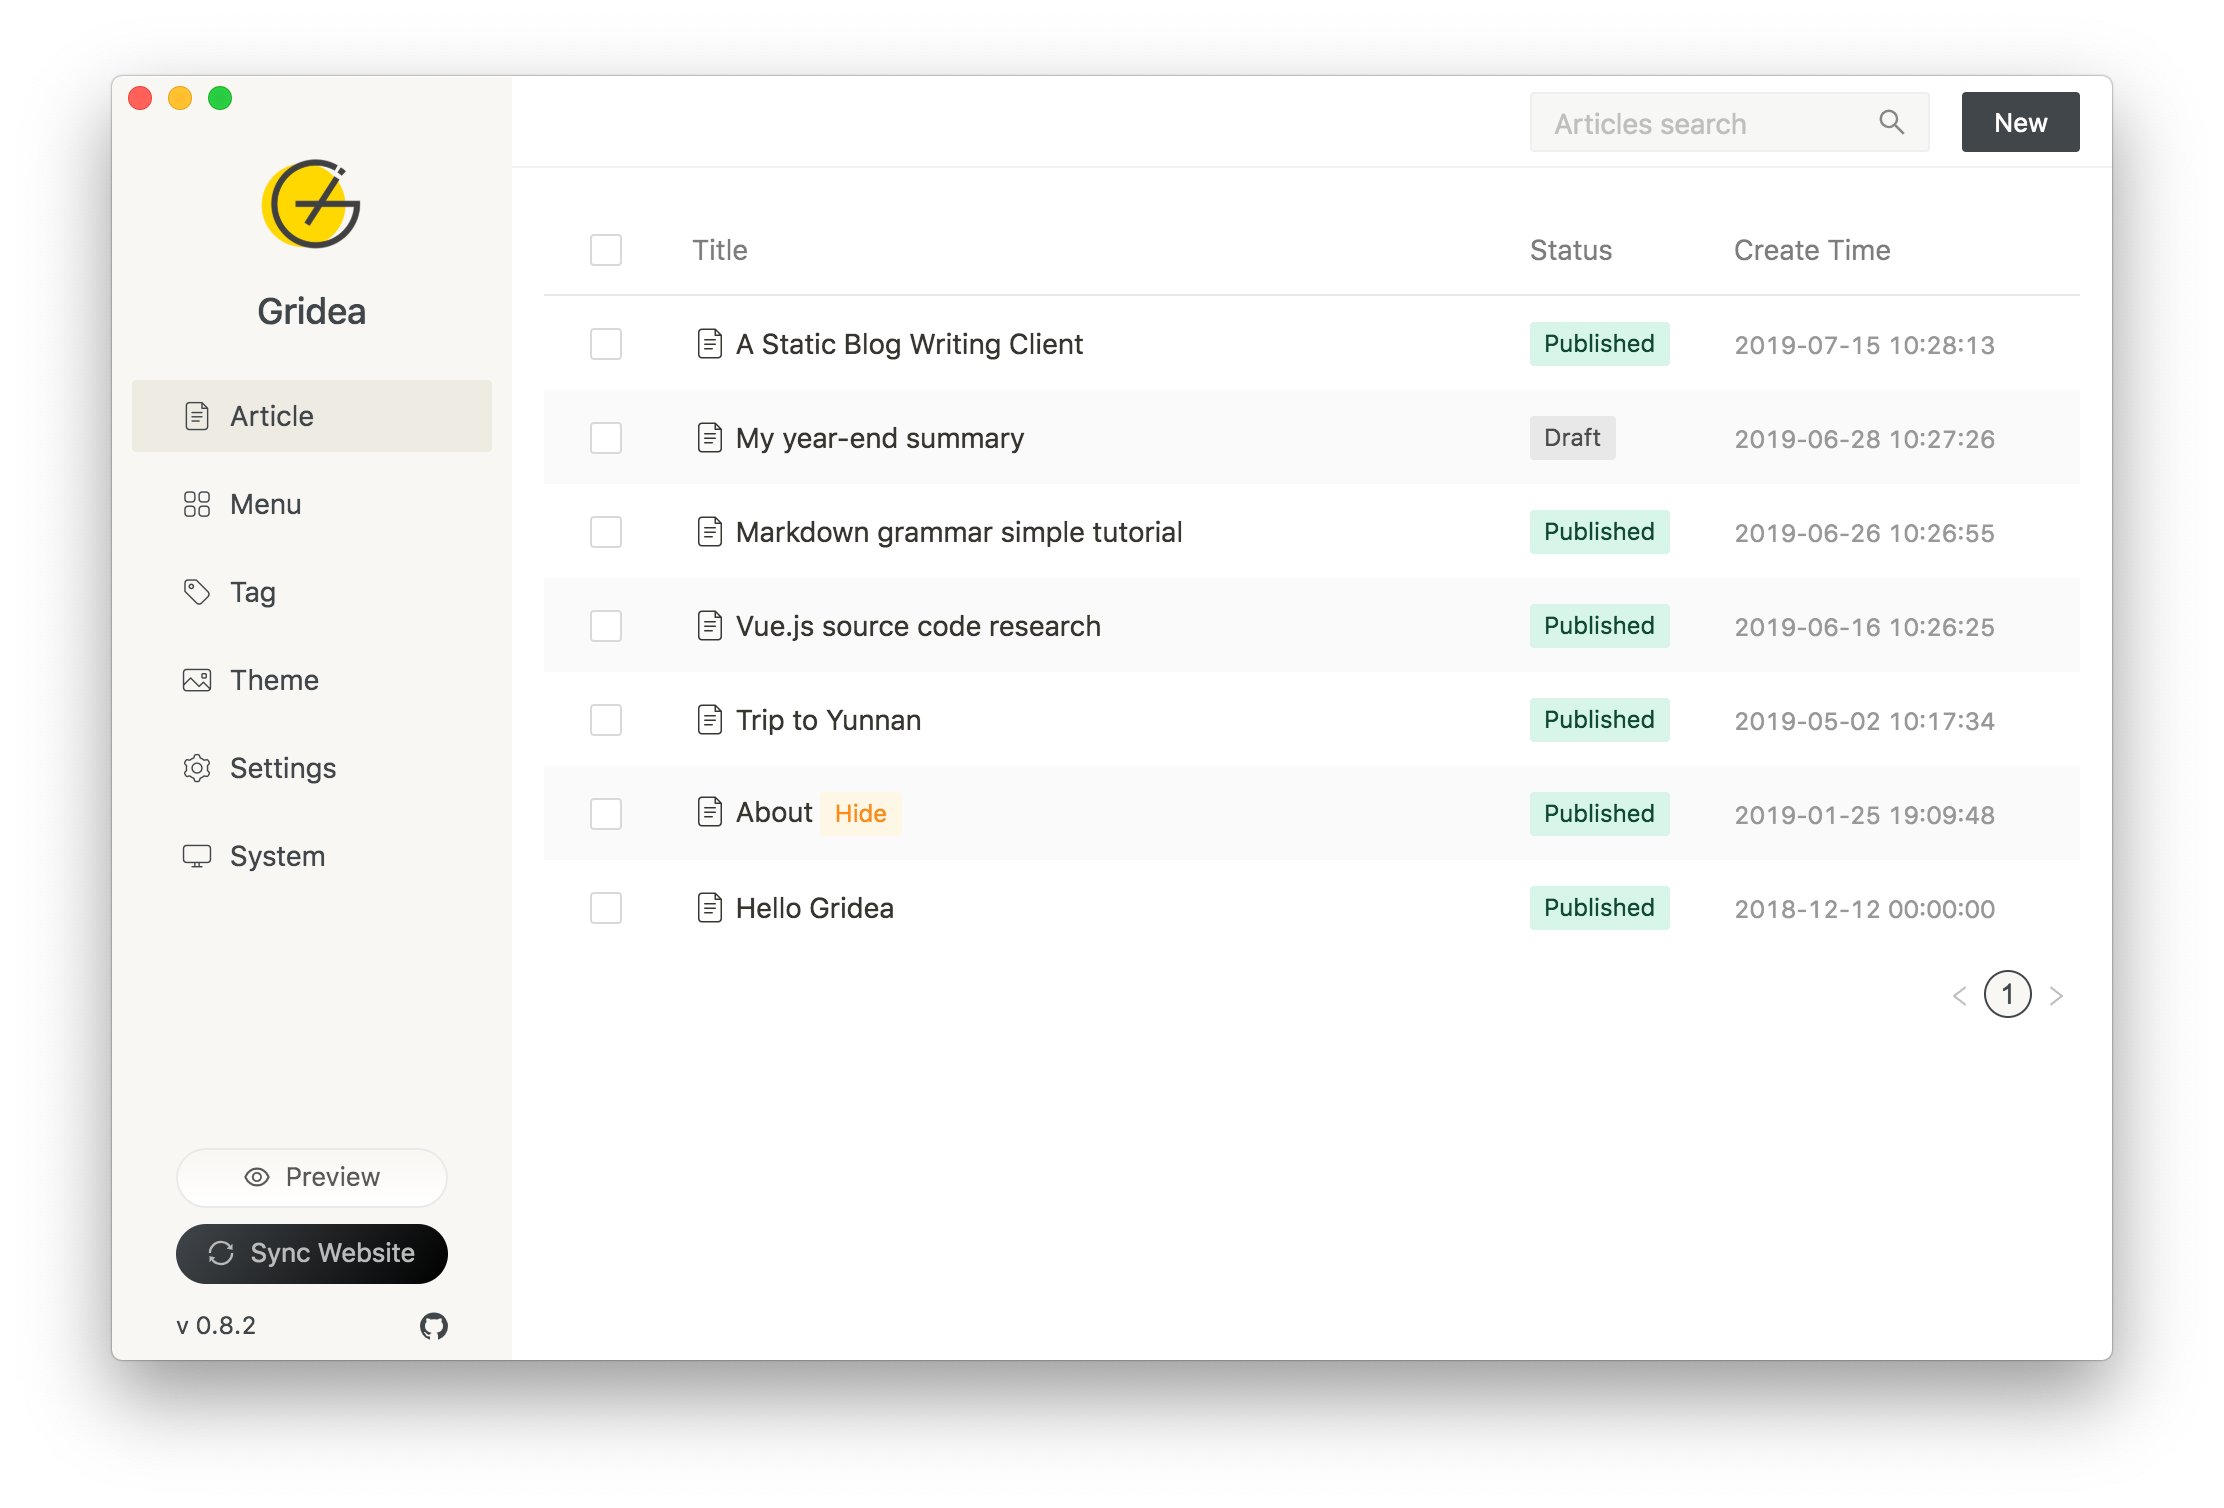 Gridea
Article
Menu
Tag
Theme
Settings
System
Preview
Sync Website
v 0.8.2
Articles search
New
Title Status Create Time
A Static Blog Writing Client Published 2019-07-15 10:28:13
My year-end summary Draft 2019-06-28 10:27:26
Markdown grammar simple tutorial Published 2019-06-26 10:26:55
Vue.js source code research Published 2019-06-16 10:26:25
Trip to Yunnan Published 2019-05-02 10:17:34
About Hide Published 2019-01-25 19:09:48
Hello Gridea Published 2018-12-12 00:00:00
< 1 >